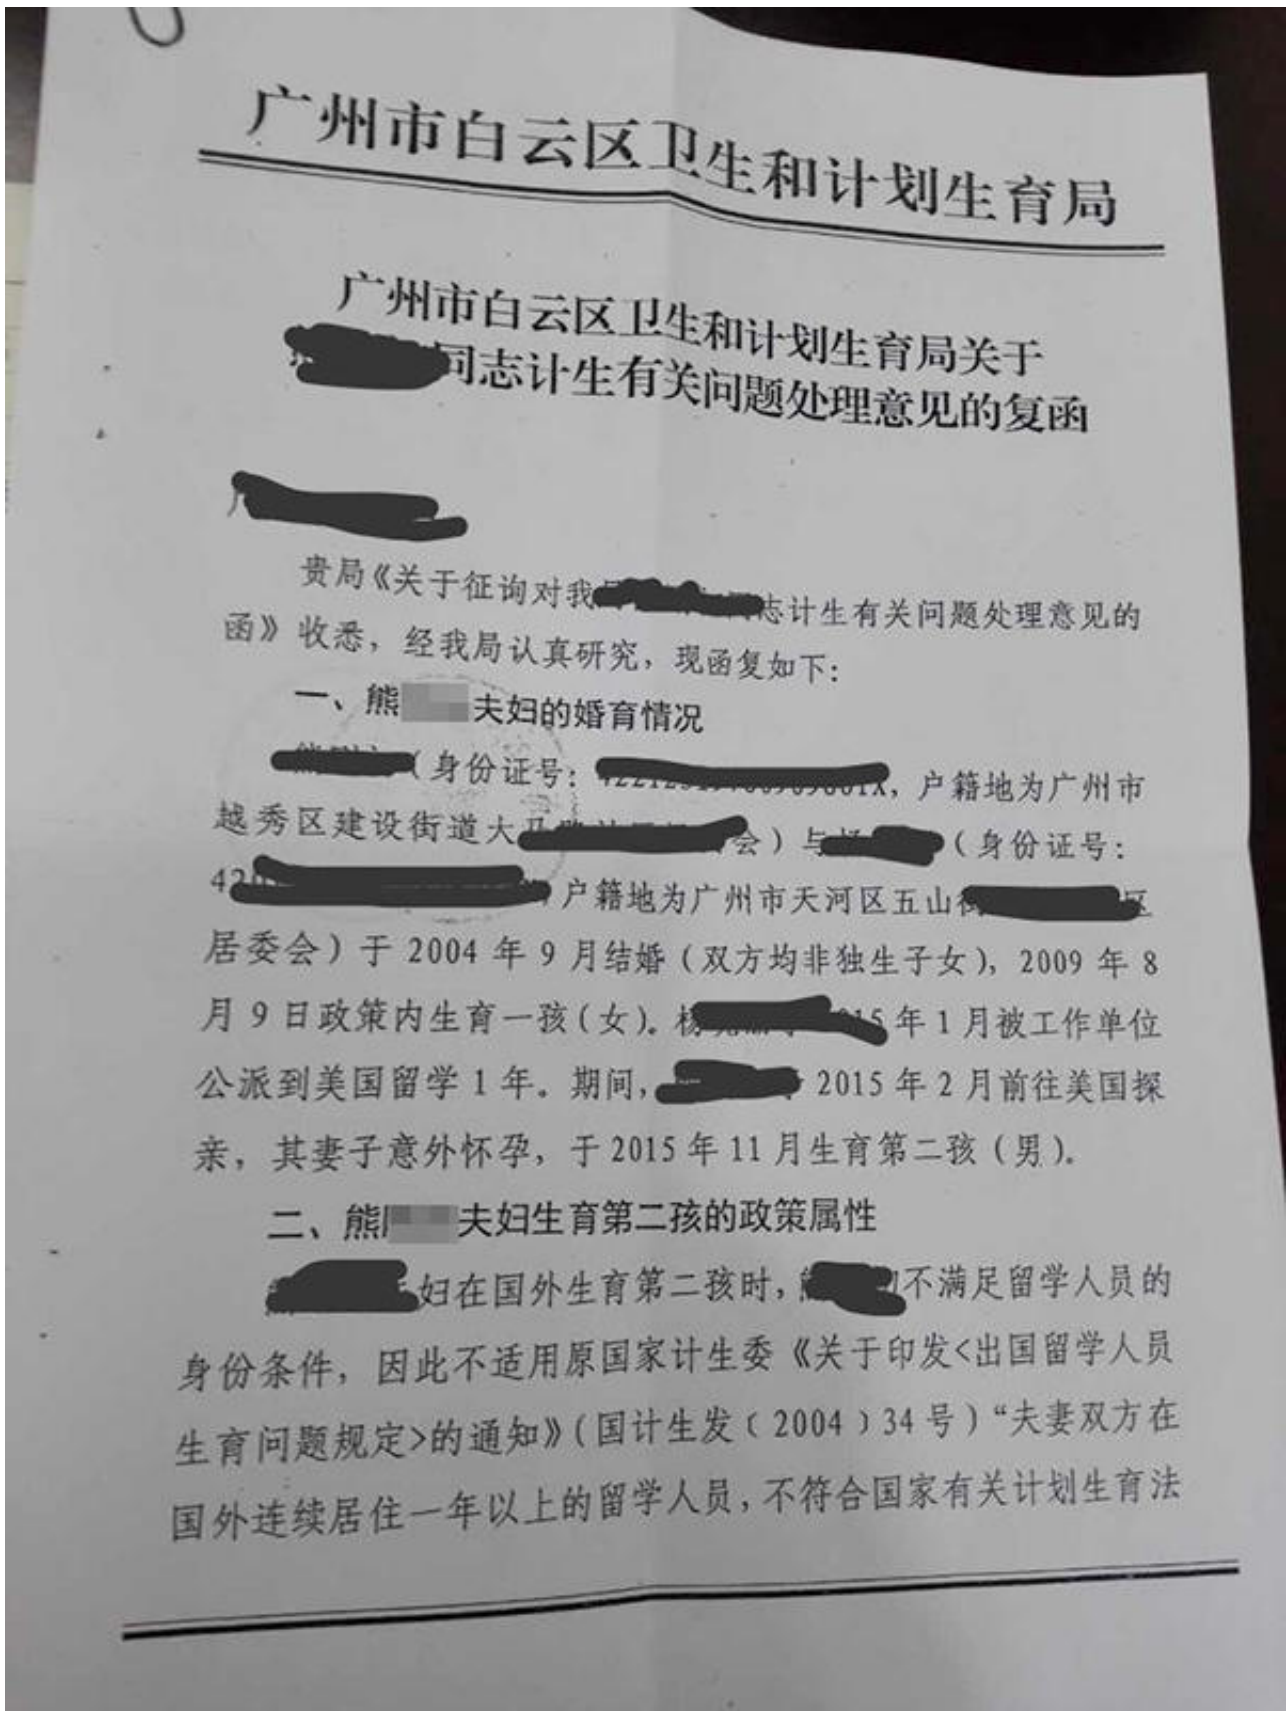 广州市白云区卫生和计划生育局
广州市白云区卫生和计划生育局关于
同志计生有关问题处理意见的复函
贵局《关于征询对我 志计生有关问题处理意见的
函》收悉，经我局认真研究，现函复如下：
一、熊 夫妇的婚育情况
（身份证号： ，户籍地为广州市
越秀区建设街道大 会）与 （身份证号：
户籍地为广州市天河区五山 区
居委会）于 2004 年 9 月结婚（双方均非独生子女），2009 年 8
月 9 日政策内生育一孩（女）。杨 年 1 月被工作单位
公派到美国留学 1 年。期间， 2015 年 2 月前往美国探
亲，其妻子意外怀孕，于 2015 年 11 月生育第二孩（男）。
二、熊 夫妇生育第二孩的政策属性
妇在国外生育第二孩时， 不满足留学人员的
身份条件，因此不适用原国家计生委《关于印发<出国留学人员
生育问题规定>的通知》（国计生发﹝2004﹞34 号）“夫妻双方在
国外连续居住一年以上的留学人员，不符合国家有关计划生育法